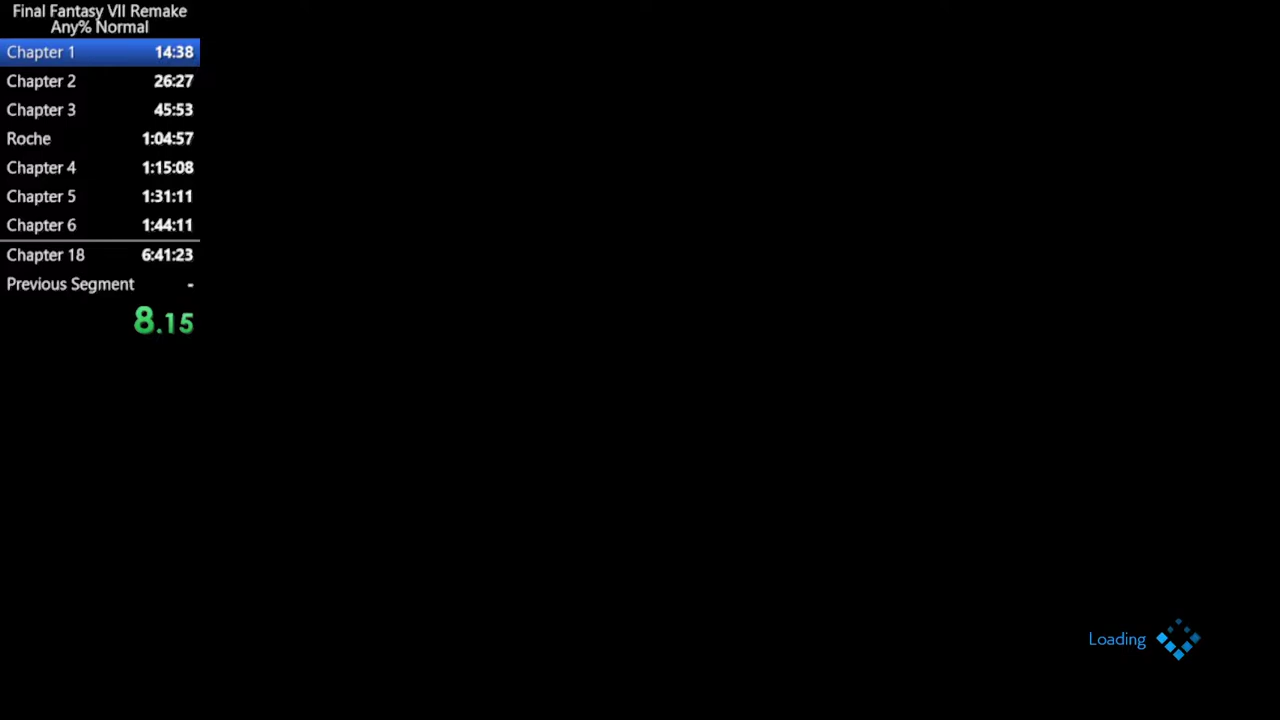 Final Fantasy VII Remake
Any% Normal
Chapter 1 14:38
Chapter 2 26:27
Chapter 3 45:53
Roche 1:04:57
Chapter 4 1:15:08
Chapter 5 1:31:11
Chapter 6 1:44:11
Chapter 18 6:41:23
Previous Segment -
8.15
Loading